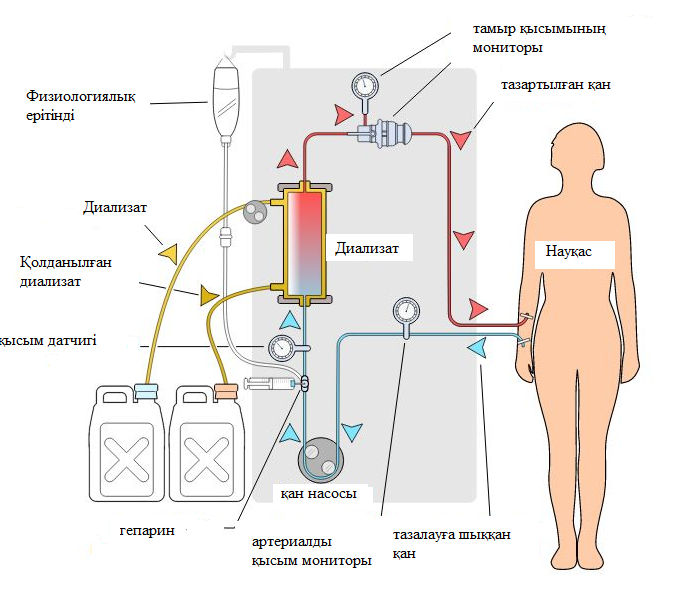 тамыр қысымының
мониторы
тазартылған қан
Физиологиялық
ерітінді
Диализат
Диализат
Науқас
Қолданылған
диализат
қысым датчигі
қан насосы
гепарин
артериалды
қысым мониторы
тазалауға шыққан
қан